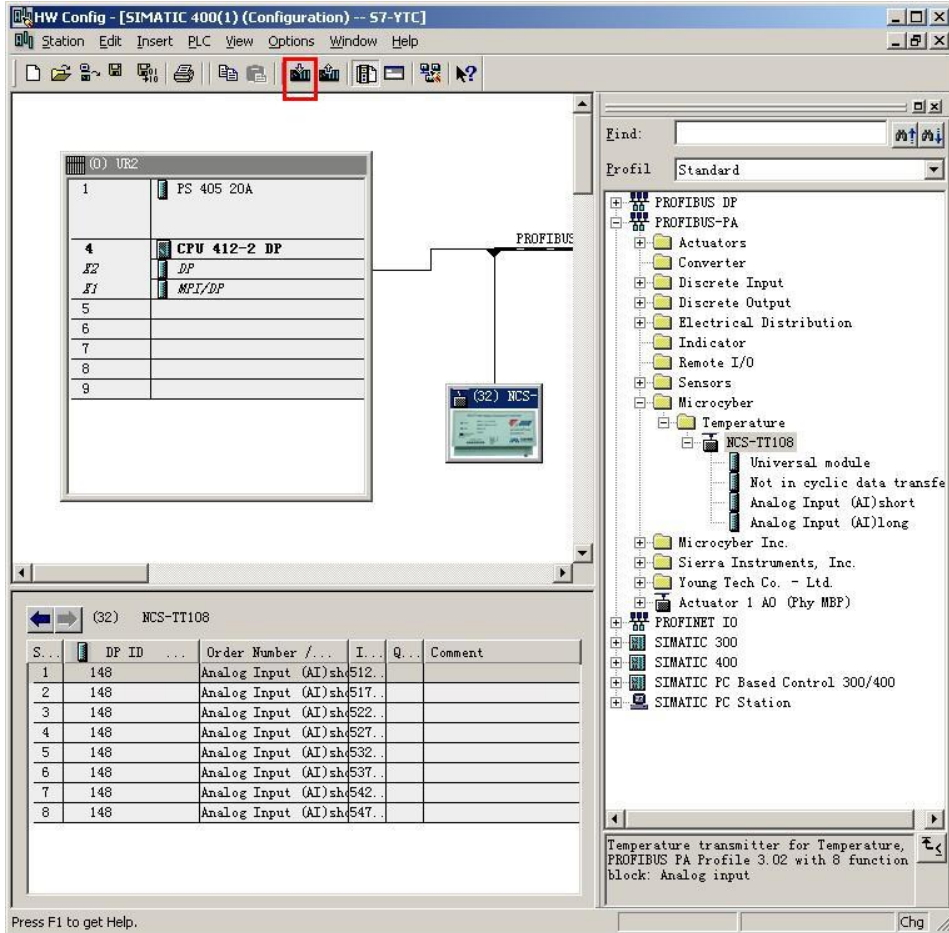 HW Config - [SIMATIC 400(1) (Configuration) -- S7-YTC]
Station Edit Insert PLC View Options Window Help
(0) UR2
1 PS 405 20A
4 CPU 412-2 DP
X2 DP
X1 MPI/DP
5
6
7
8
9
PROFIBUS
(32) NCS-
Find:
Profil Standard
PROFIBUS DP
PROFIBUS-PA
Actuators
Converter
Discrete Input
Discrete Output
Electrical Distribution
Indicator
Remote I/O
Sensors
Microcyber
Temperature
NCS-TT108
Universal module
Not in cyclic data transfe
Analog Input (AI)short
Analog Input (AI)long
Microcyber Inc.
Sierra Instruments, Inc.
Young Tech Co. - Ltd.
Actuator 1 AO (Phy MBP)
PROFINET IO
SIMATIC 300
SIMATIC 400
SIMATIC PC Based Control 300/400
SIMATIC PC Station
(32) NCS-TT108
S... DP ID ... Order Number /... I... Q... Comment
1 148 Analog Input (AI)sho 512..
2 148 Analog Input (AI)sho 517..
3 148 Analog Input (AI)sho 522..
4 148 Analog Input (AI)sho 527..
5 148 Analog Input (AI)sho 532..
6 148 Analog Input (AI)sho 537..
7 148 Analog Input (AI)sho 542..
8 148 Analog Input (AI)sho 547..
Temperature transmitter for Temperature,
PROFIBUS PA Profile 3.02 with 8 function
block: Analog input
Press F1 to get Help.
Chg